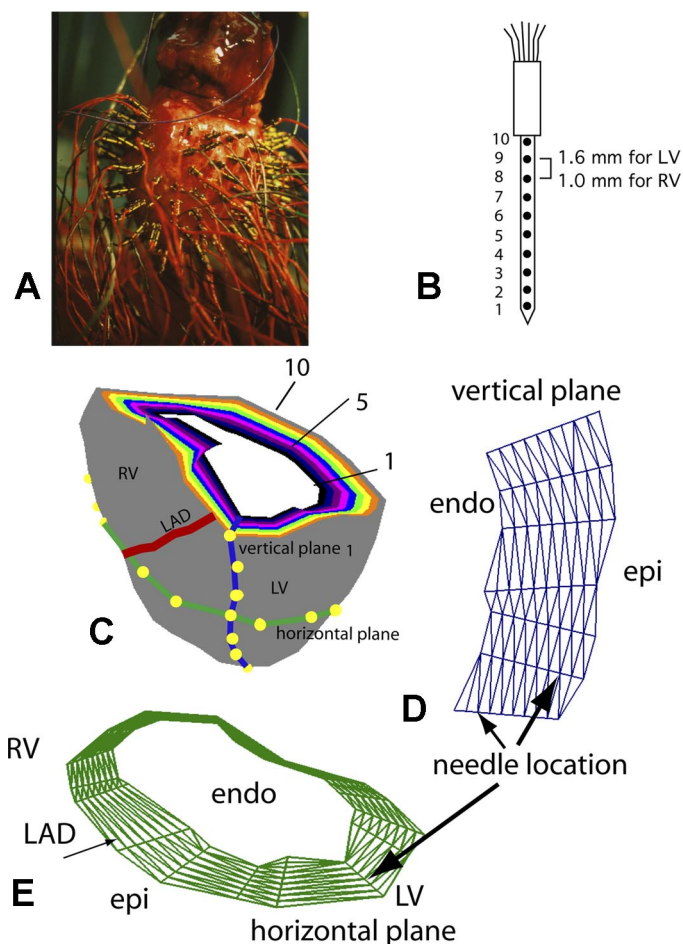 A
10
9
8
7
6
5
4
3
2
1
1.6 mm for LV
1.0 mm for RV
B
10
5
1
RV
LAD
vertical plane 1
LV
horizontal plane
C
vertical plane
endo
epi
D
needle location
RV
endo
LAD
epi
LV
E
horizontal plane